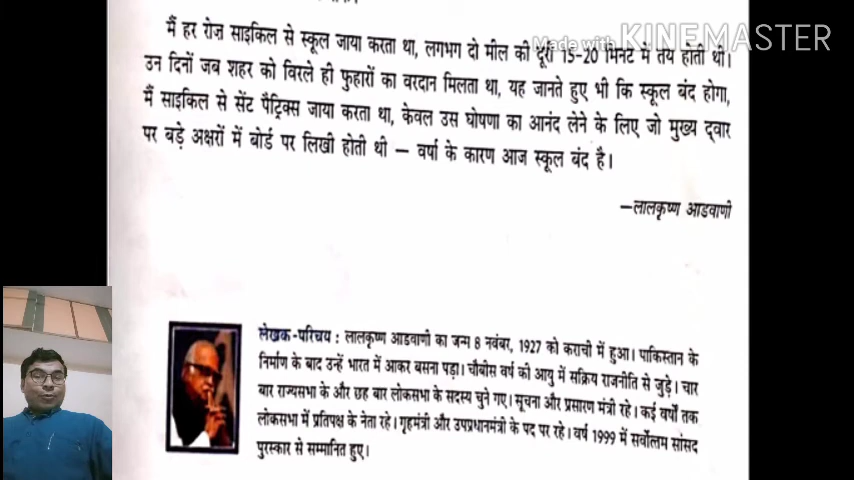 Made with KINEMASTER
मैं हर रोज़ साइकिल से स्कूल जाया करता था, लगभग दो मील की दूरी 15-20 मिनट में तय होती थी।
उन दिनों जब शहर को विरले ही फुहारों का वरदान मिलता था, यह जानते हुए भी कि स्कूल बंद होगा,
मैं साइकिल से सेंट पैट्रिक्स जाया करता था, केवल उस घोषणा का आनंद लेने के लिए जो मुख्य द्वार
पर बड़े अक्षरों में बोर्ड पर लिखी होती थी — वर्षा के कारण आज स्कूल बंद है।
—लालकृष्ण आडवाणी
लेखक-परिचय : लालकृष्ण आडवाणी का जन्म 8 नवंबर, 1927 को कराची में हुआ। पाकिस्तान के
निर्माण के बाद उन्हें भारत में आकर बसना पड़ा। चौबीस वर्ष की आयु में सक्रिय राजनीति से जुड़े। चार
बार राज्यसभा के और छह बार लोकसभा के सदस्य चुने गए। सूचना और प्रसारण मंत्री रहे। कई वर्षों तक
लोकसभा में प्रतिपक्ष के नेता रहे। गृहमंत्री और उपप्रधानमंत्री के पद पर रहे। वर्ष 1999 में सर्वोत्तम सांसद
पुरस्कार से सम्मानित हुए।